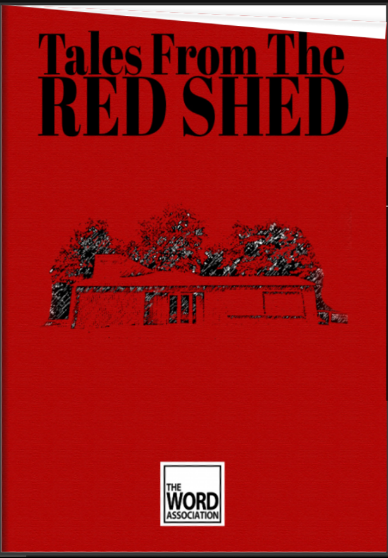 Tales From The
RED SHED
THE
WORD
ASSOCIATION